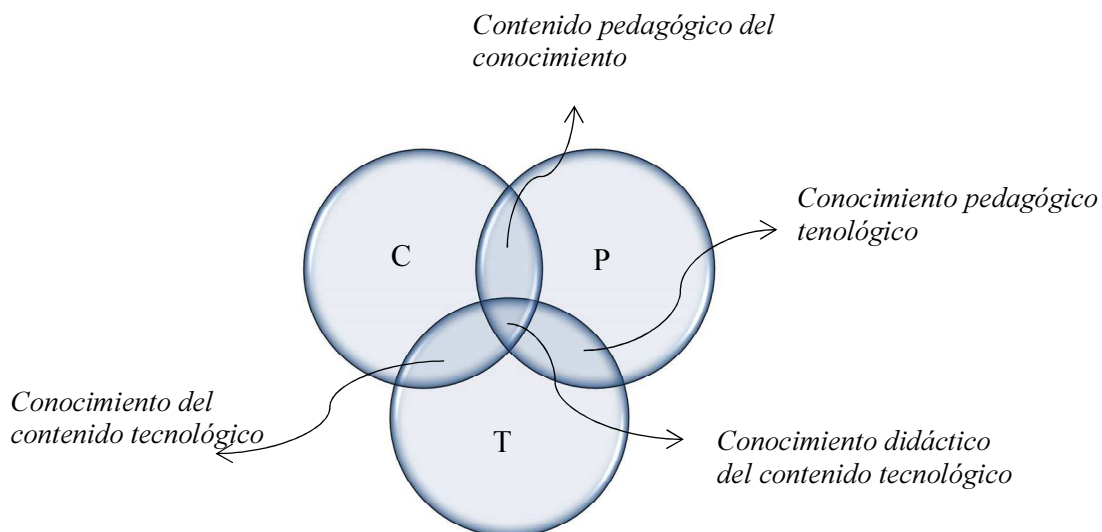 Contenido pedagógico del
conocimiento
Conocimiento pedagógico
tenológico
C
P
Conocimiento del
contenido tecnológico
T
Conocimiento didáctico
del contenido tecnológico